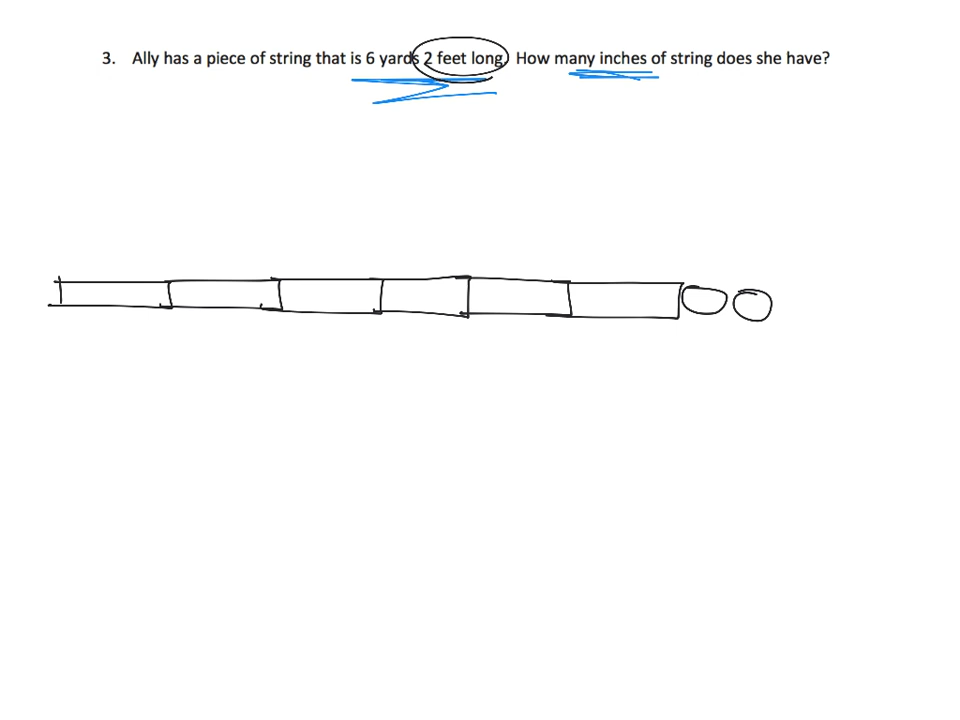 3. Ally has a piece of string that is 6 yards 2 feet long. How many inches of string does she have?